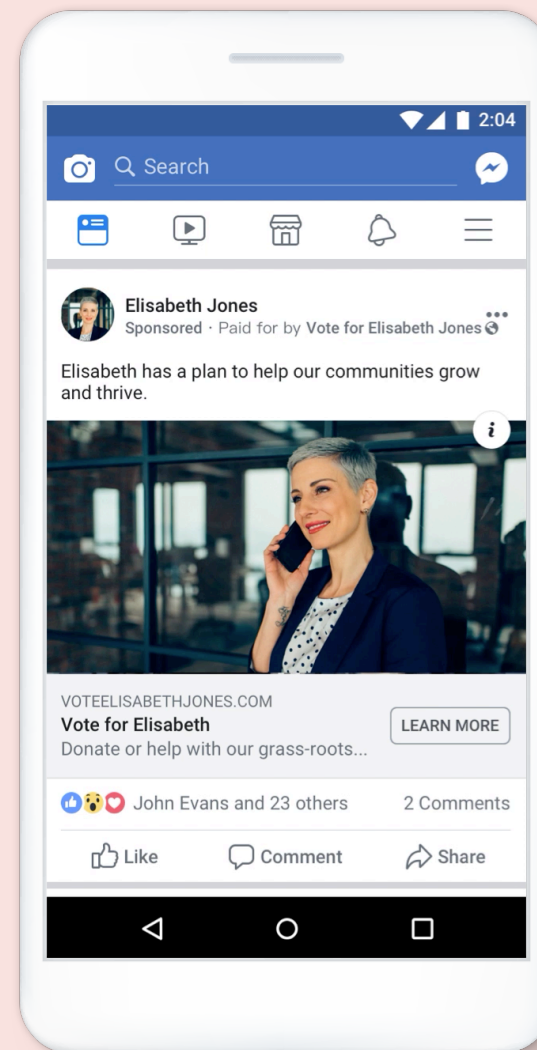 2:04
Search
Elisabeth Jones
Sponsored · Paid for by Vote for Elisabeth Jones
Elisabeth has a plan to help our communities grow
and thrive.
i
VOTEELISABETHJONES.COM
Vote for Elisabeth
Donate or help with our grass-roots...
LEARN MORE
John Evans and 23 others
2 Comments
Like
Comment
Share